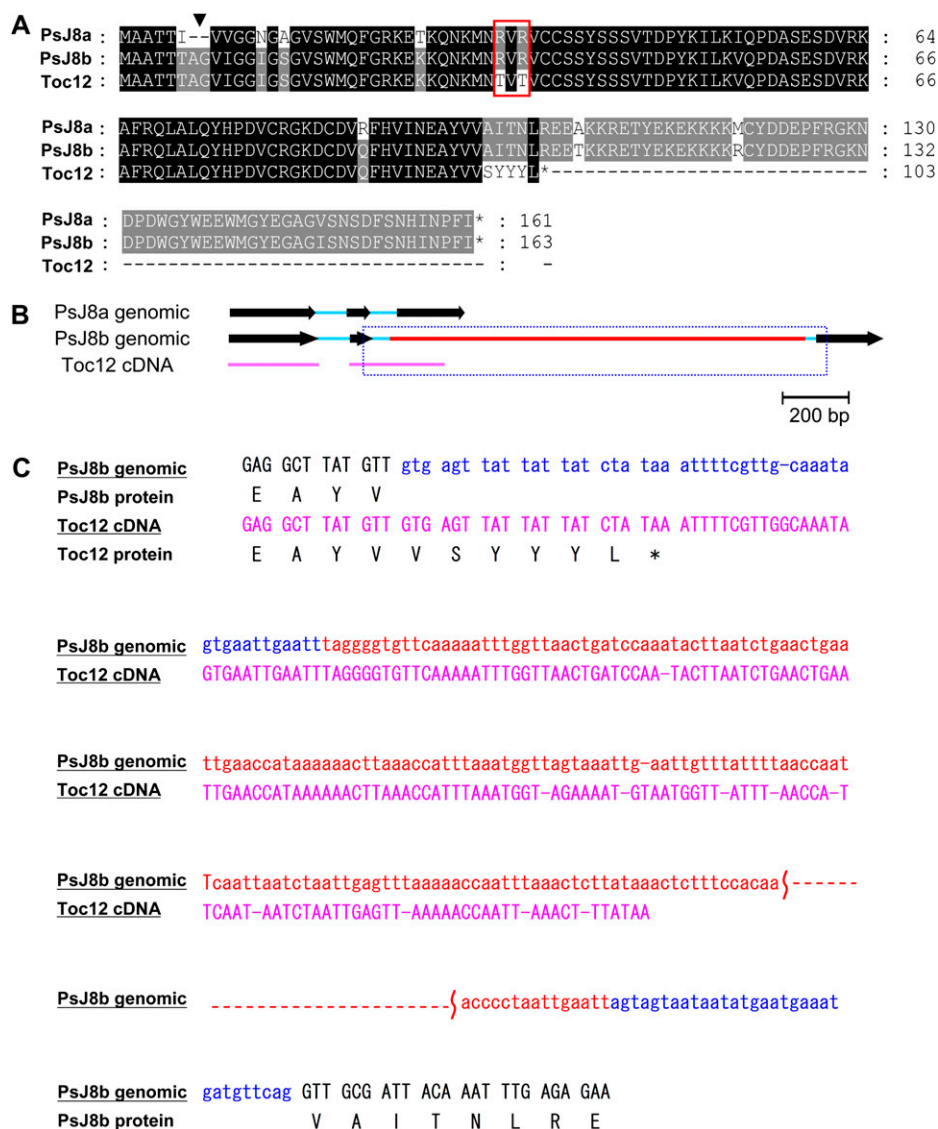 A
PsJ8a : MAATTI--VVGGNGAGVSWMQFGRKETKQNKMNRVRVCCSSYSSSVTDPYKILKIQPDASESDVRK : 64
PsJ8b : MAATTAGVIGGIGSGVSWMQFGRKEKKQNKMNRVRVCCSSYSSSVTDPYKILKIQPDASESDVRK : 66
Toc12 : MAATTTAGVIGGIGSGVSWMQFGRKEKKQNKMNTVTVCCSSYSSSVTDPYKILKIQPDASESDVRK : 66
PsJ8a : AFRQLALQYHPDVCRGKDCDVRFHVINEAYVVAITNLREEAKKRETYEKEKKKKMCYDDEPFRGKN : 130
PsJ8b : AFRQLALQYHPDVCRGKDCDVQFHVINEAYVVAITNLREETKKRETYEKEKKKKRCYDDEPFRGKN : 132
Toc12 : AFRQLALQYHPDVCRGKDCDVQFHVINEAYVVSYYYL*---------------------------- : 103
PsJ8a : DPDWGYWEEWMGYEGAGVSNSDFSNHINPFI* : 161
PsJ8b : DPDWGYWEEWMGYEGAGISNSDFSNHINPFI* : 163
Toc12 : -------------------------------- : -
B
PsJ8a genomic
PsJ8b genomic
Toc12 cDNA
200 bp
C
PsJ8b genomic GAG GCT TAT GTT gtg agt tat tat tat cta taa attttcgttg-caaata
PsJ8b protein E A Y V
Toc12 cDNA GAG GCT TAT GTT GTG AGT TAT TAT TAT CTA TAA ATTTTCGTTGGCAAATA
Toc12 protein E A Y V V S Y Y Y L *
PsJ8b genomic gtgaattgaatttaggggtgttcaaaaatttggttaactgatccaaatacttaatctgaactgaa
Toc12 cDNA GTGAATTGAATTTAGGGGTGTTCAAAAATTTGGTTAACTGATCCAA-TACTTAATCTGAACTGAA
PsJ8b genomic ttgaaccataaaaaacttaaaccatttaaatggttagtaaattg-aattgtttattttaaccaat
Toc12 cDNA TTGAACCATAAAAAACTTAAACCATTTAAATGGT-AGAAAAT-GTAATGGTT-ATTT-AACCA-T
PsJ8b genomic Tcaattaatctaattgagtttaaaaaccaatttaaactcttataaactctttccacaa------
Toc12 cDNA TCAAT-AATCTAATTGAGTT-AAAAACCAATT-AAACT-TTATAA
PsJ8b genomic --------------------acccctaattgaattagtagtaataatatgaatgaaat
PsJ8b genomic gatgttcag GTT GCG ATT ACA AAT TTG AGA GAA
PsJ8b protein V A I T N L R E